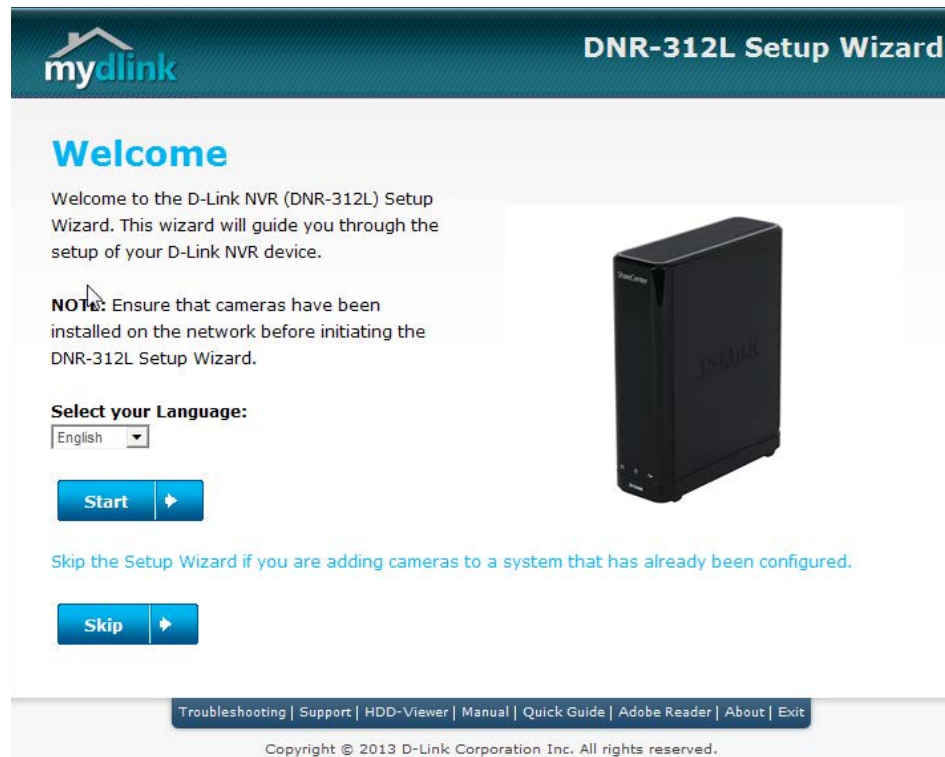 mydlink
DNR-312L Setup Wizard
Welcome
Welcome to the D-Link NVR (DNR-312L) Setup
Wizard. This wizard will guide you through the
setup of your D-Link NVR device.
NOTE: Ensure that cameras have been
installed on the network before initiating the
DNR-312L Setup Wizard.
ShareCenter
D-Link
D-Link
Select your Language:
English
Start
Skip the Setup Wizard if you are adding cameras to a system that has already been configured.
Skip
Troubleshooting | Support | HDD-Viewer | Manual | Quick Guide | Adobe Reader | About | Exit
Copyright © 2013 D-Link Corporation Inc. All rights reserved.